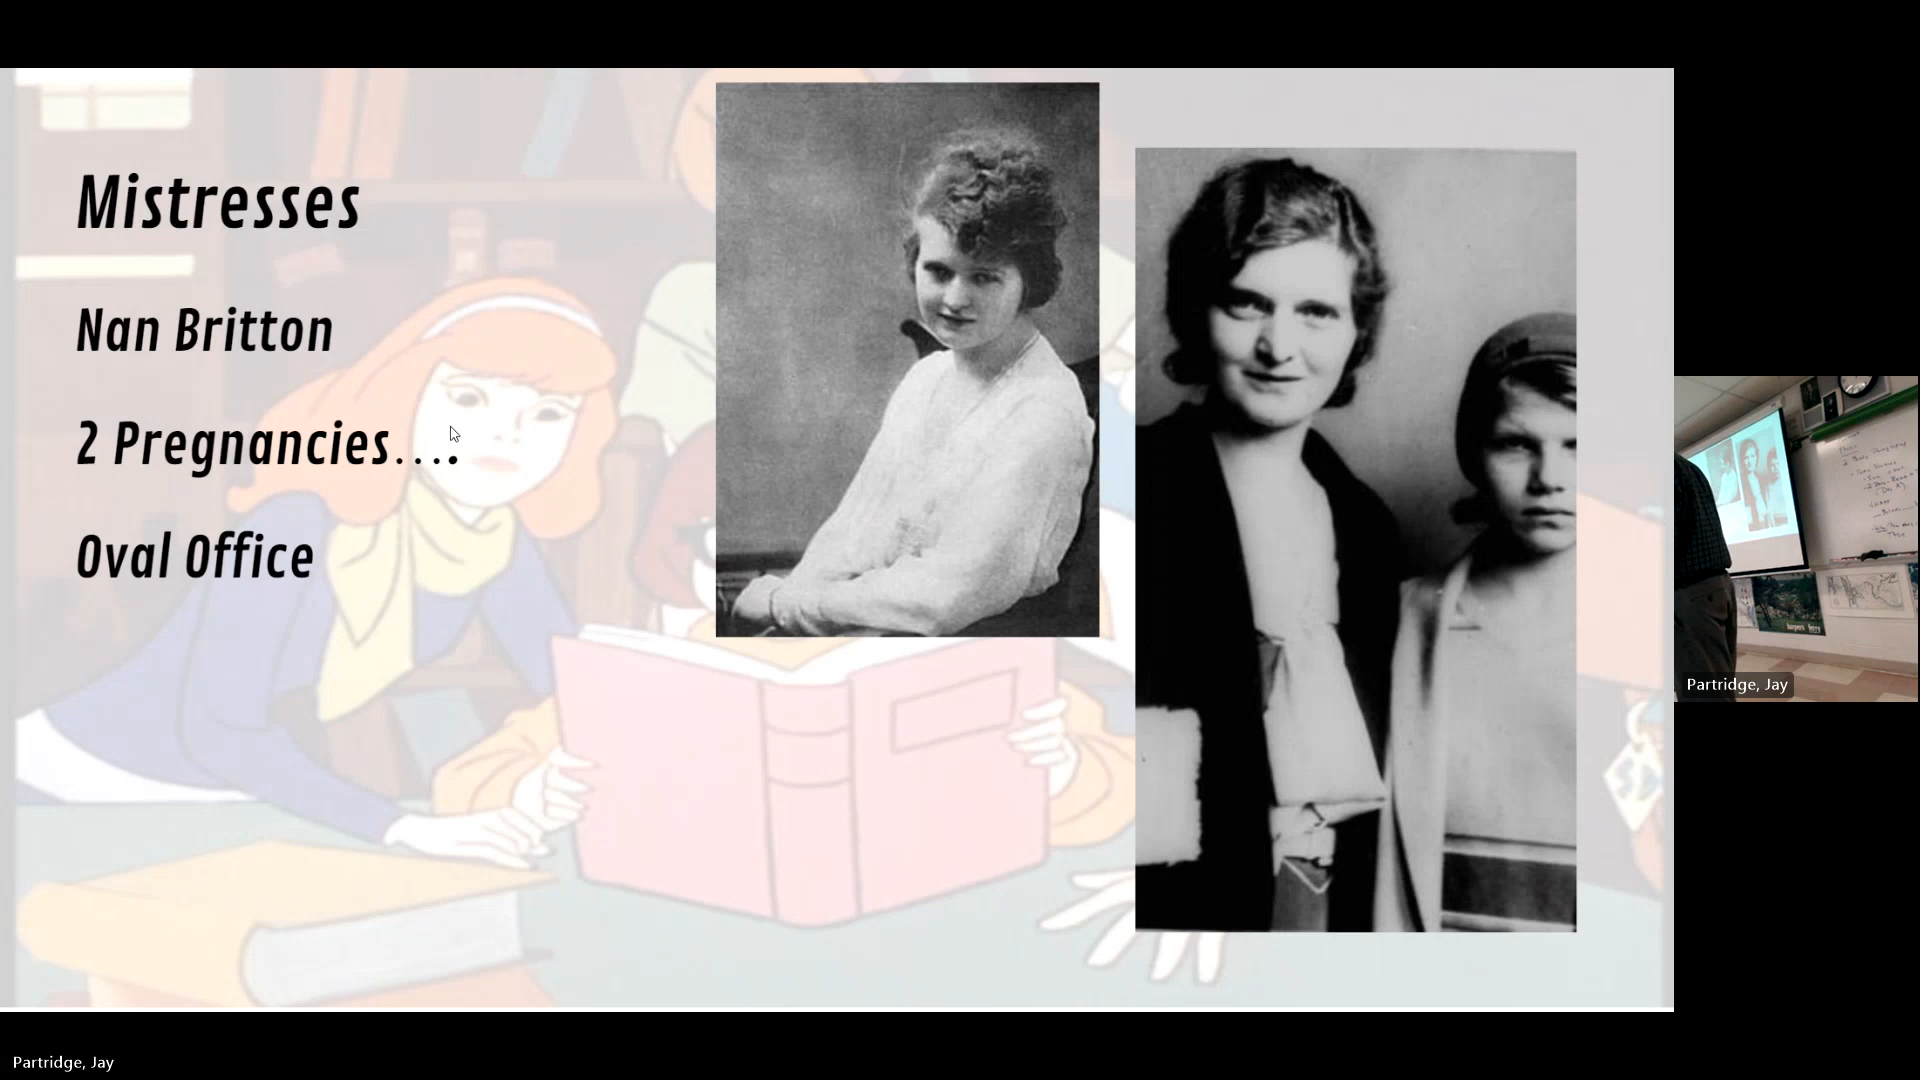 Mistresses
Nan Britton
2 Pregnancies....
Oval Office
Partridge, Jay
Partridge, Jay